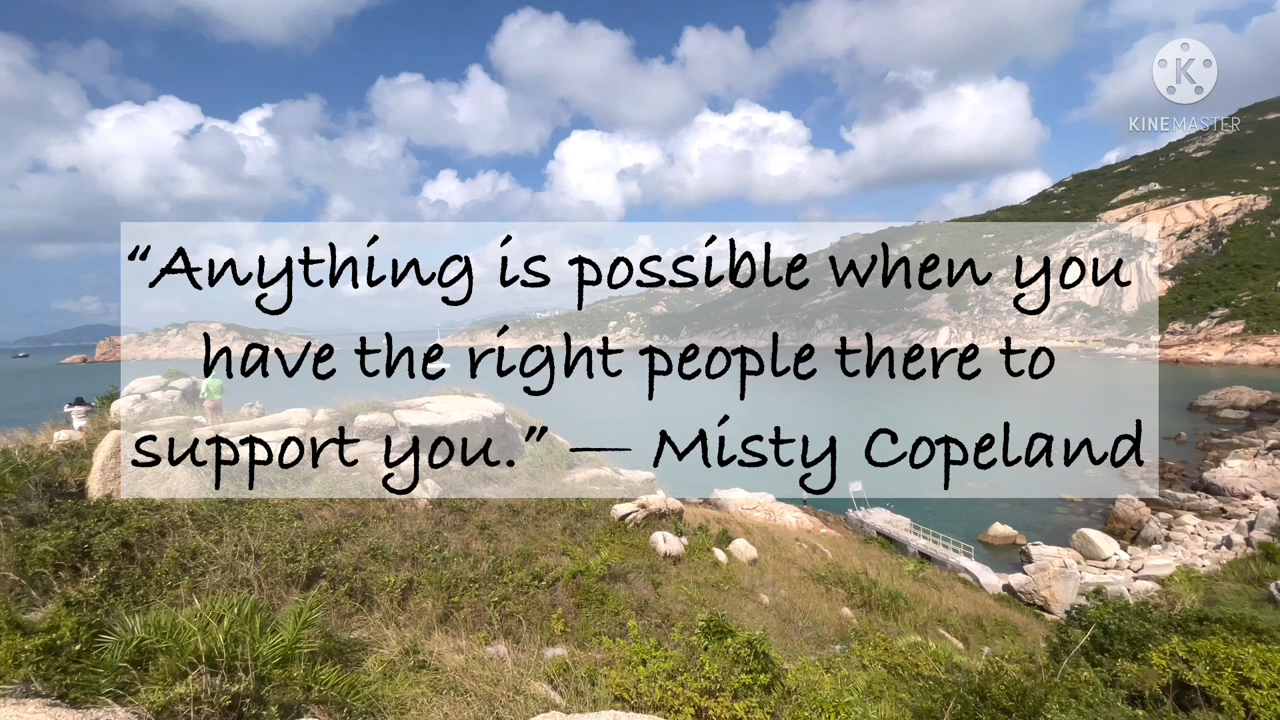 K
KINEMASTER
“Anything is possible when you
have the right people there to
support you.” — Misty Copeland